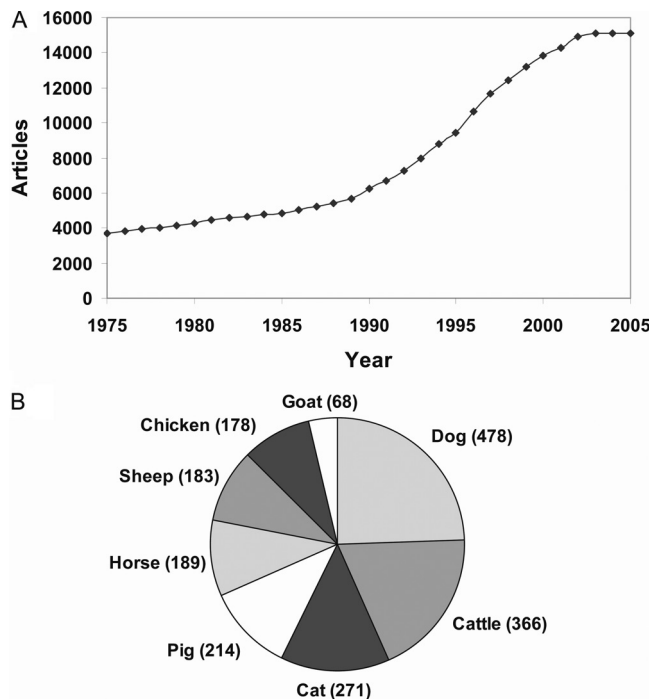 A
16000
14000
12000
10000
8000
6000
4000
2000
0
Articles
1975 1980 1985 1990 1995 2000 2005
Year
B
Goat (68)
Chicken (178)
Dog (478)
Sheep (183)
Horse (189)
Cattle (366)
Pig (214)
Cat (271)